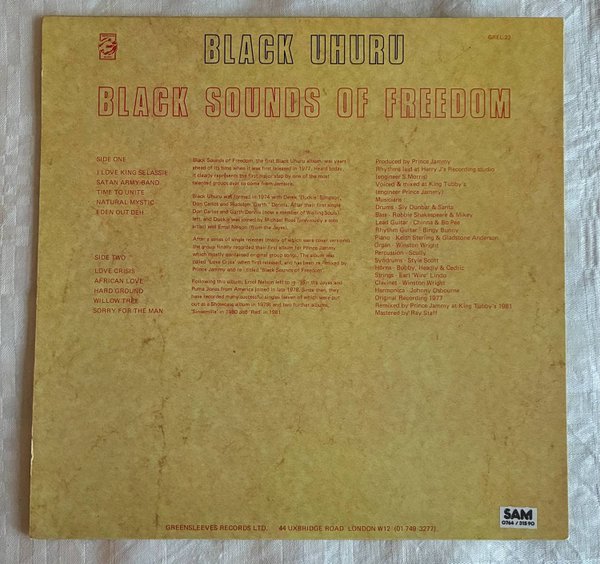 GREL 23
BLACK UHURU
BLACK SOUNDS OF FREEDOM
SIDE ONE
I LOVE KING SELASSIE
SATAN ARMY BAND
TIME TO UNITE
NATURAL MYSTIC
EDEN OUT DEH
SIDE TWO
LOVE CRISIS
AFRICAN LOVE
HARD GROUND
WILLOW TREE
SORRY FOR THE MAN
Black Sounds of Freedom, the first Black Uhuru album, was years
ahead of its time when it was first released in 1977. Heard today
it clearly represents the first major step by one of the most
talented groups ever to come from Jamaica.
Black Uhuru was formed in 1974 with Derek "Duckie" Simpson,
Don Carlos and Rudolph "Garth" Dennis. After their first single
Don Carlos and Garth Dennis (now a member of Wailing Souls)
left, and Duckie was joined by Michael Rose (previously a solo
artist) and Errol Nelson (from the Jayes).
After a series of single releases (many of which were cover versions)
the group finally recorded their first album for Prince Jammy
which mostly contained original group songs. The album was
called "Love Crisis" when first released, and has been re-mixed by
Prince Jammy and re-titled "Black Sounds of Freedom."
Following this album, Errol Nelson left to re-join the Jayes and
Puma Jones from America joined in late 1978. Since then, they
have recorded many successful singles (seven of which were put
out as a Showcase album in 1979) and two further albums,
'Sinsemilla' in 1980 and 'Red' in 1981.
Produced by Prince Jammy
Rhythms laid at Harry J's Recording studio
(engineer S. Morris)
Voiced & mixed at King Tubby's
(engineer Prince Jammy)
Musicians:
Drums - Sly Dunbar & Santa
Bass - Robbie Shakespeare & Mikey
Lead Guitar - Chinna & Bo Pee
Rhythm Guitar - Bingy Bunny
Piano - Keith Sterling & Gladstone Anderson
Organ - Winston Wright
Percussion - Scully
Syndrums - Style Scott
Horns - Bubby, Headly & Cedric
Strings - Earl 'Wire' Lindo
Clavinet - Winston Wright
Harmonica - Johnny Osbourne
Original Recording 1977
Remixed by Prince Jammy at King Tubby's 1981
Mastered by Ray Staff
SAM
0764 / 315 90
GREENSLEEVES RECORDS LTD. 44 UXBRIDGE ROAD LONDON W12 (01 749 3277)